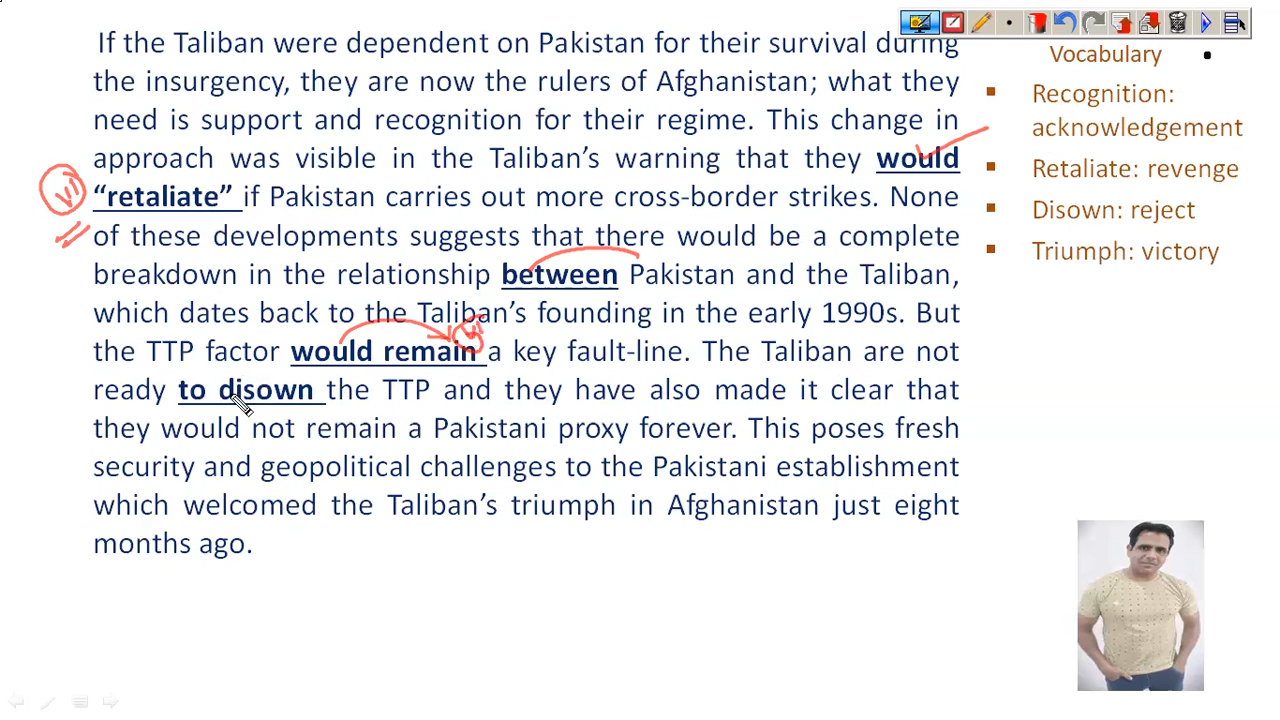 If the Taliban were dependent on Pakistan for their survival during
the insurgency, they are now the rulers of Afghanistan; what they
need is support and recognition for their regime. This change in
approach was visible in the Taliban's warning that they would
"retaliate" if Pakistan carries out more cross-border strikes. None
of these developments suggests that there would be a complete
breakdown in the relationship between Pakistan and the Taliban,
which dates back to the Taliban's founding in the early 1990s. But
the TTP factor would remain a key fault-line. The Taliban are not
ready to disown the TTP and they have also made it clear that
they would not remain a Pakistani proxy forever. This poses fresh
security and geopolitical challenges to the Pakistani establishment
which welcomed the Taliban's triumph in Afghanistan just eight
months ago.
V1
Vocabulary
Recognition:
acknowledgement
Retaliate: revenge
Disown: reject
Triumph: victory